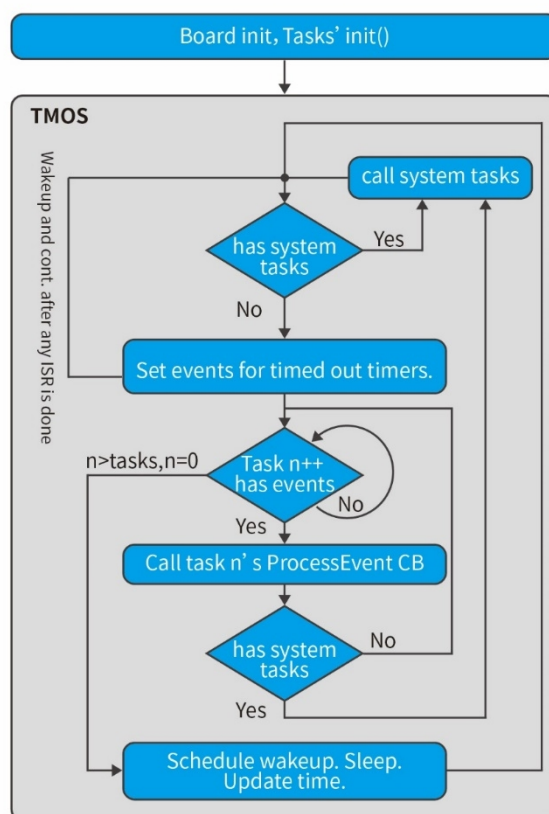 Board init, Tasks' init()
TMOS
Wakeup and cont. after any ISR is done
call system tasks
has system
tasks
Yes
No
Set events for timed out timers.
n>tasks,n=0
Task n++
has events
No
Yes
Call task n's ProcessEvent CB
has system
tasks
No
Yes
Schedule wakeup. Sleep.
Update time.